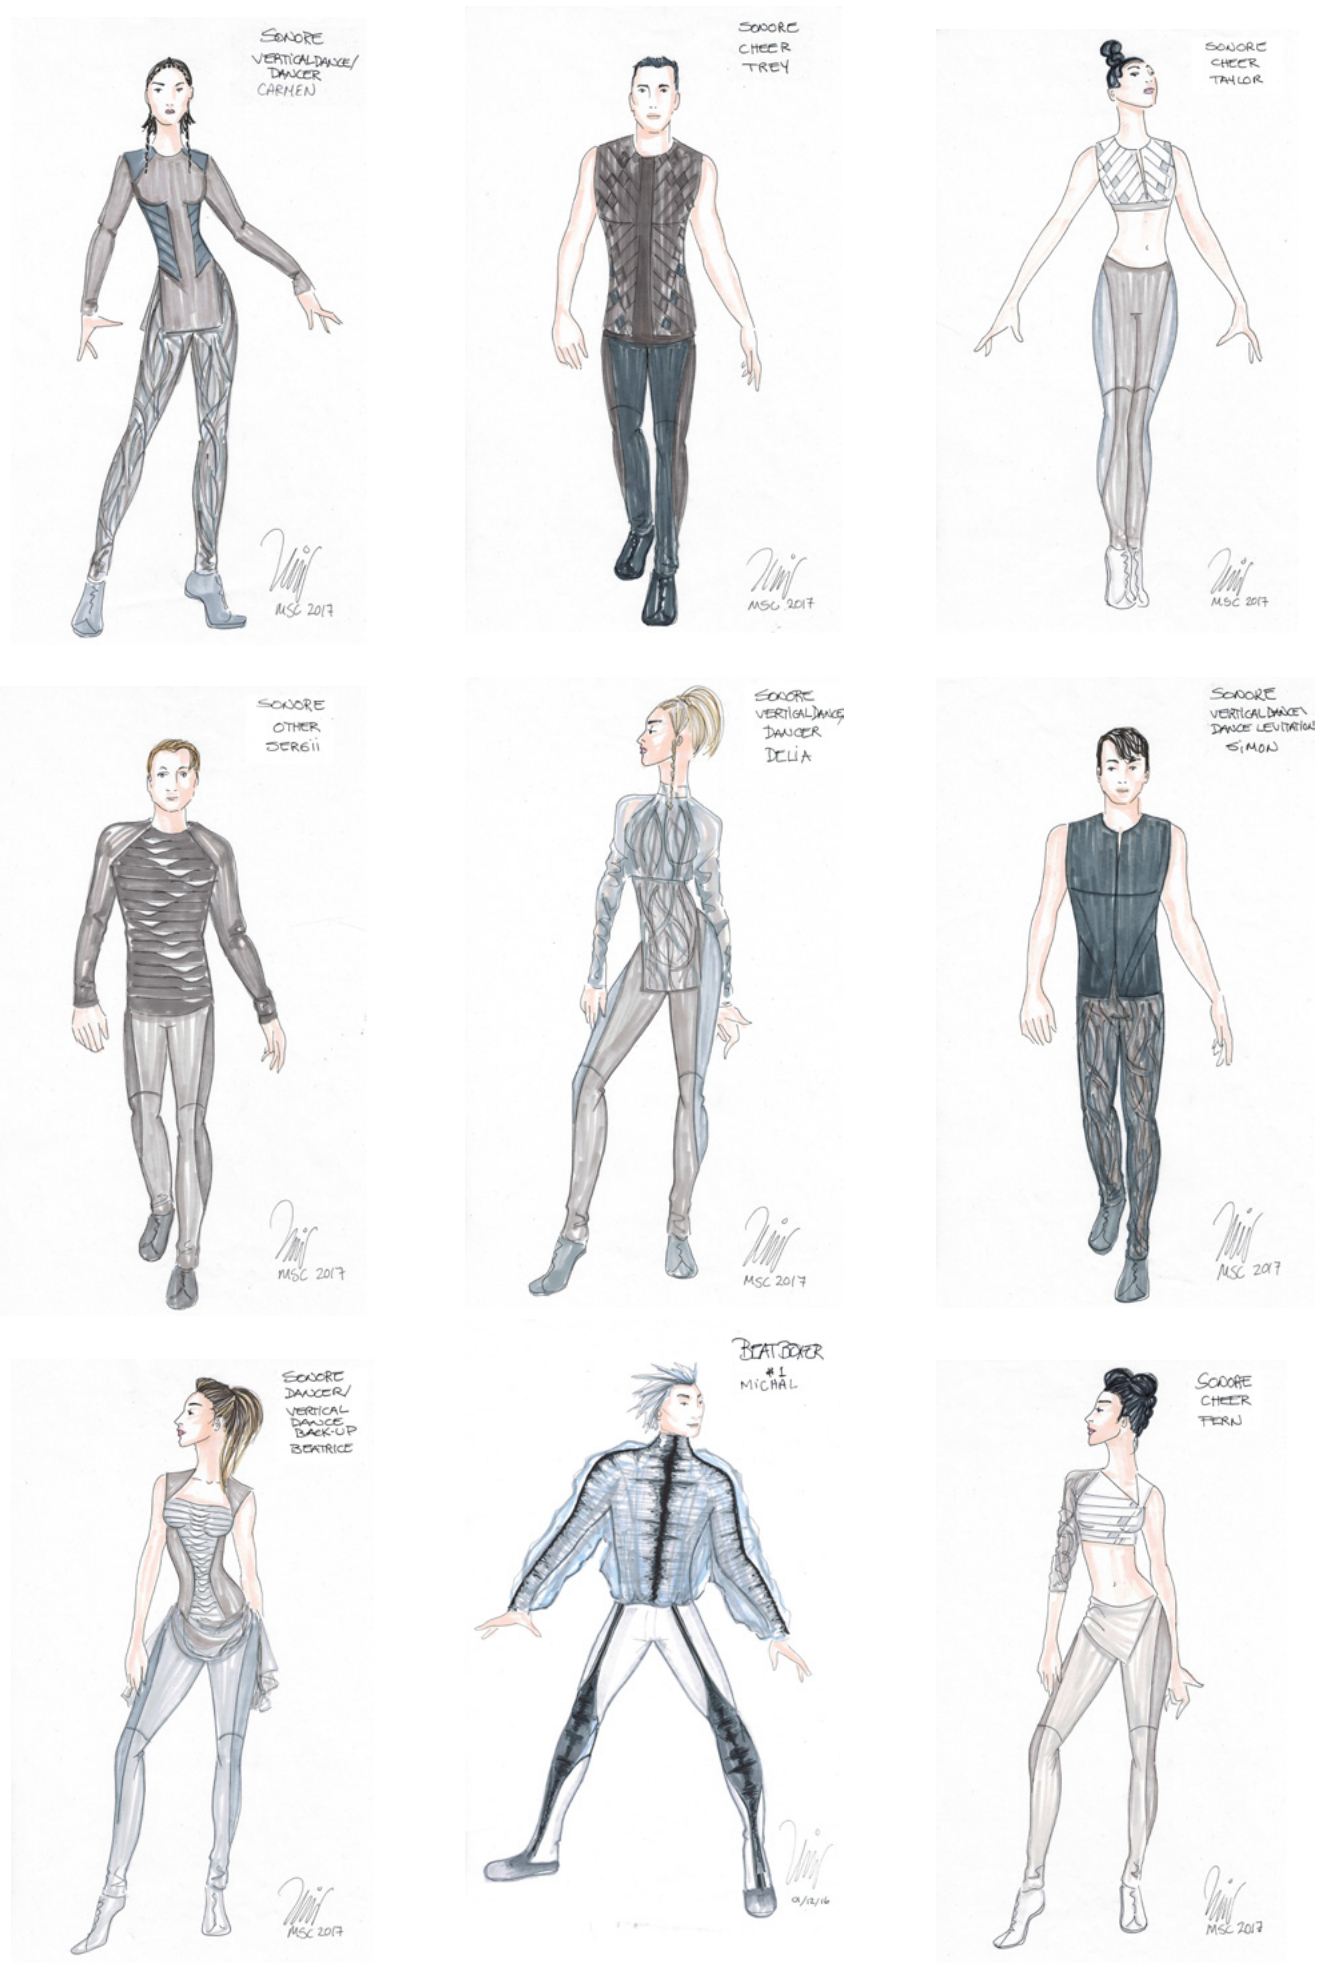 SONORE
VERTICAL DANCE/
DANCER
CARMEN
MSC 2017
SONORE
CHEER
TREY
MSC 2017
SONORE
CHEER
TAYLOR
MSC 2017
SONORE
OTHER
SERGii
MSC 2017
SONORE
VERTICAL DANCE/
DANCER
DELiA
MSC 2017
SONORE
VERTICAL DANCE\
DANCE LEVITATION
SiMON
MSC 2017
SONORE
DANCER/
VERTICAL
DANCE
BACK-UP
BEATRICE
MSC 2017
BEATBOXER
#1
MiCHAL
01/12/16
SONORE
CHEER
FERN
MSC 2017